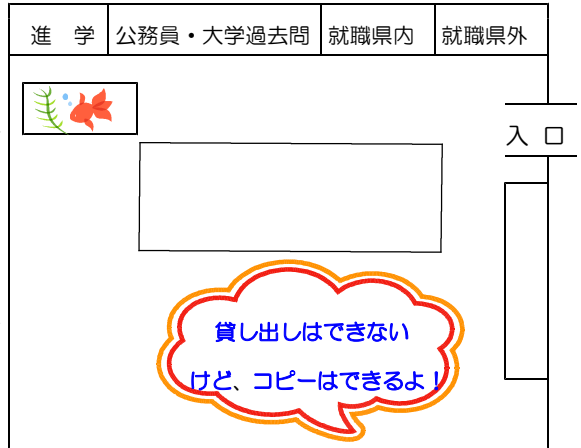 進　学
公務員・大学過去問
就職県内
就職県外
入 口
貸し出しはできない
けど、コピーはできるよ！